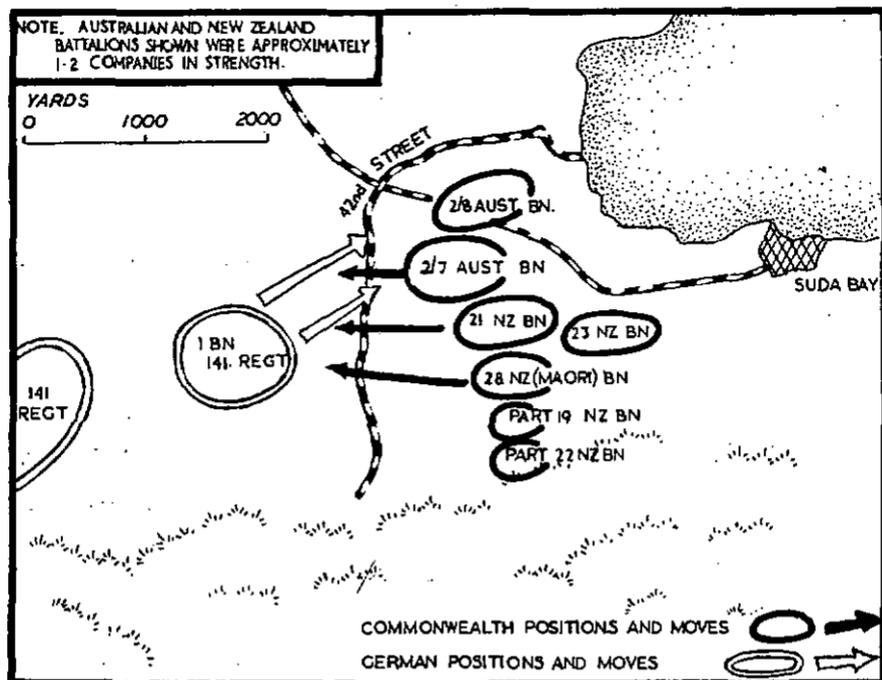 NOTE. AUSTRALIAN AND NEW ZEALAND
BATTALIONS SHOWN WERE APPROXIMATELY
1-2 COMPANIES IN STRENGTH.
YARDS
0 1000 2000
42nd STREET
2/8 AUST BN.
2/7 AUST BN
SUDA BAY
21 NZ BN
23 NZ BN
1 BN
141. REGT
28 NZ (MAORI) BN
141
REGT
PART 19 NZ BN
PART 22 NZ BN
COMMONWEALTH POSITIONS AND MOVES
GERMAN POSITIONS AND MOVES